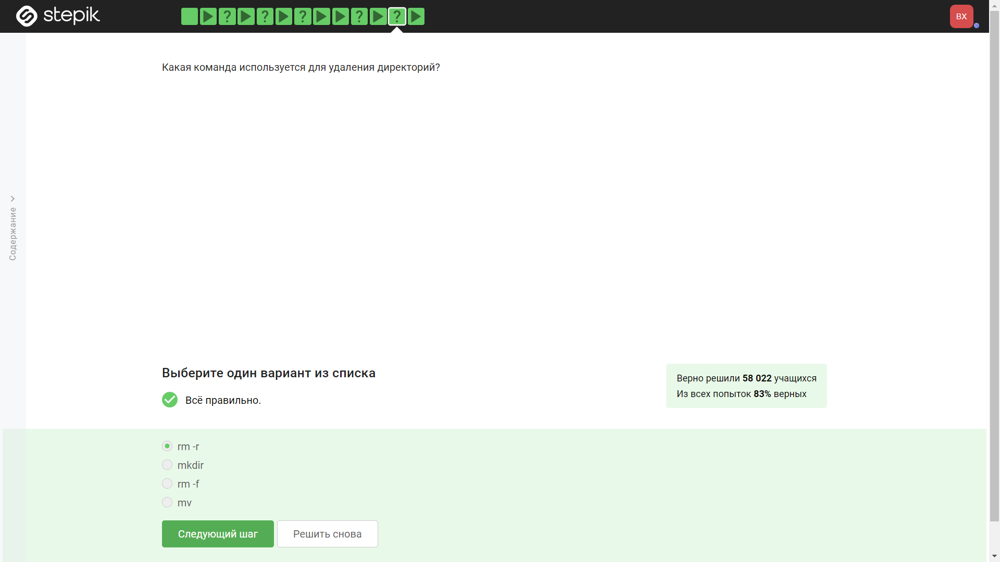 stepik
? ? ? ? ?
ВХ
Какая команда используется для удаления директорий?
Содержание
Выберите один вариант из списка
Всё правильно.
Верно решили 58 022 учащихся
Из всех попыток 83% верных
rm -r
mkdir
rm -f
mv
Следующий шаг
Решить снова